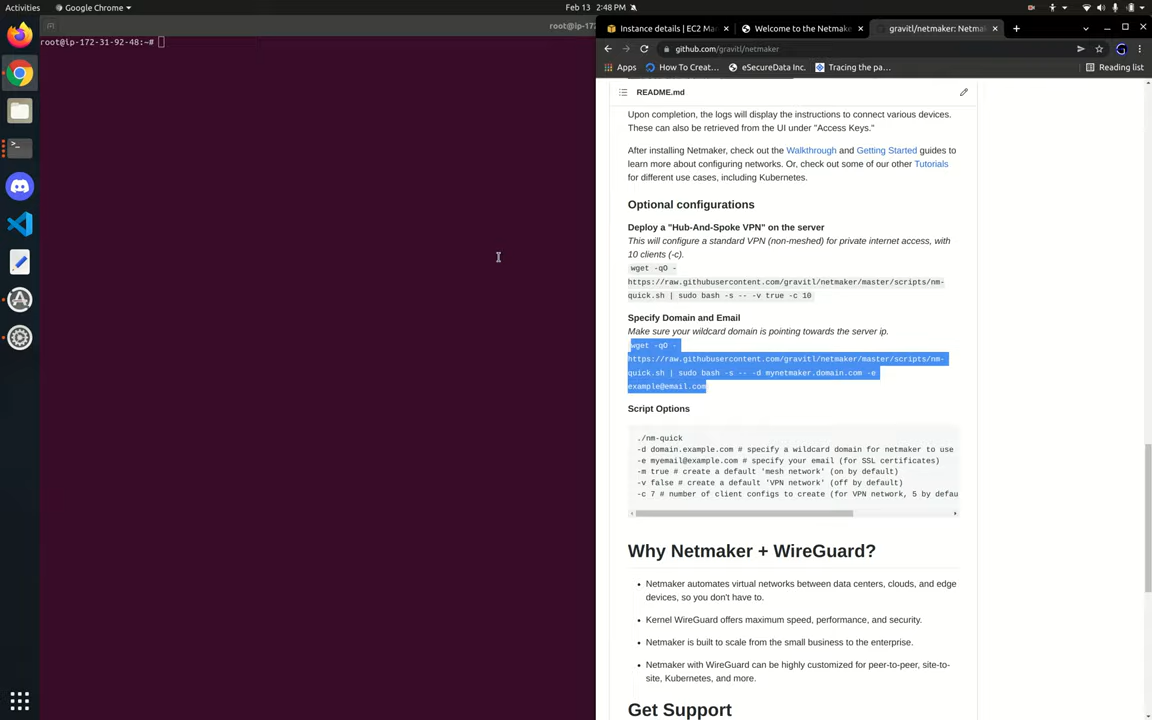 Activities
Google Chrome
Feb 13 2:48 PM
root@ip-172
Instance details | EC2 Ma
Welcome to the Netmake
gravitl/netmaker: Netmak
github.com/gravitl/netmaker
Apps
How To Creat...
eSecureData Inc.
Tracing the pa...
Reading list
root@ip-172-31-92-48:~#
README.md
Upon completion, the logs will display the instructions to connect various devices.
These can also be retrieved from the UI under "Access Keys."
After installing Netmaker, check out the Walkthrough and Getting Started guides to
learn more about configuring networks. Or, check out some of our other Tutorials
for different use cases, including Kubernetes.
Optional configurations
Deploy a "Hub-And-Spoke VPN" on the server
This will configure a standard VPN (non-meshed) for private internet access, with
10 clients (-c).
wget -qO -
https://raw.githubusercontent.com/gravitl/netmaker/master/scripts/nm-
quick.sh | sudo bash -s -- -v true -c 10
Specify Domain and Email
Make sure your wildcard domain is pointing towards the server ip.
wget -qO -
https://raw.githubusercontent.com/gravitl/netmaker/master/scripts/nm-
quick.sh | sudo bash -s -- -d mynetmaker.domain.com -e
example@email.com
Script Options
./nm-quick
-d domain.example.com # specify a wildcard domain for netmaker to use
-e myemail@example.com # specify your email (for SSL certificates)
-m true # create a default 'mesh network' (on by default)
-v false # create a default 'VPN network' (off by default)
-c 7 # number of client configs to create (for VPN network, 5 by defau
Why Netmaker + WireGuard?
• Netmaker automates virtual networks between data centers, clouds, and edge
devices, so you don't have to.
• Kernel WireGuard offers maximum speed, performance, and security.
• Netmaker is built to scale from the small business to the enterprise.
• Netmaker with WireGuard can be highly customized for peer-to-peer, site-to-
site, Kubernetes, and more.
Get Support